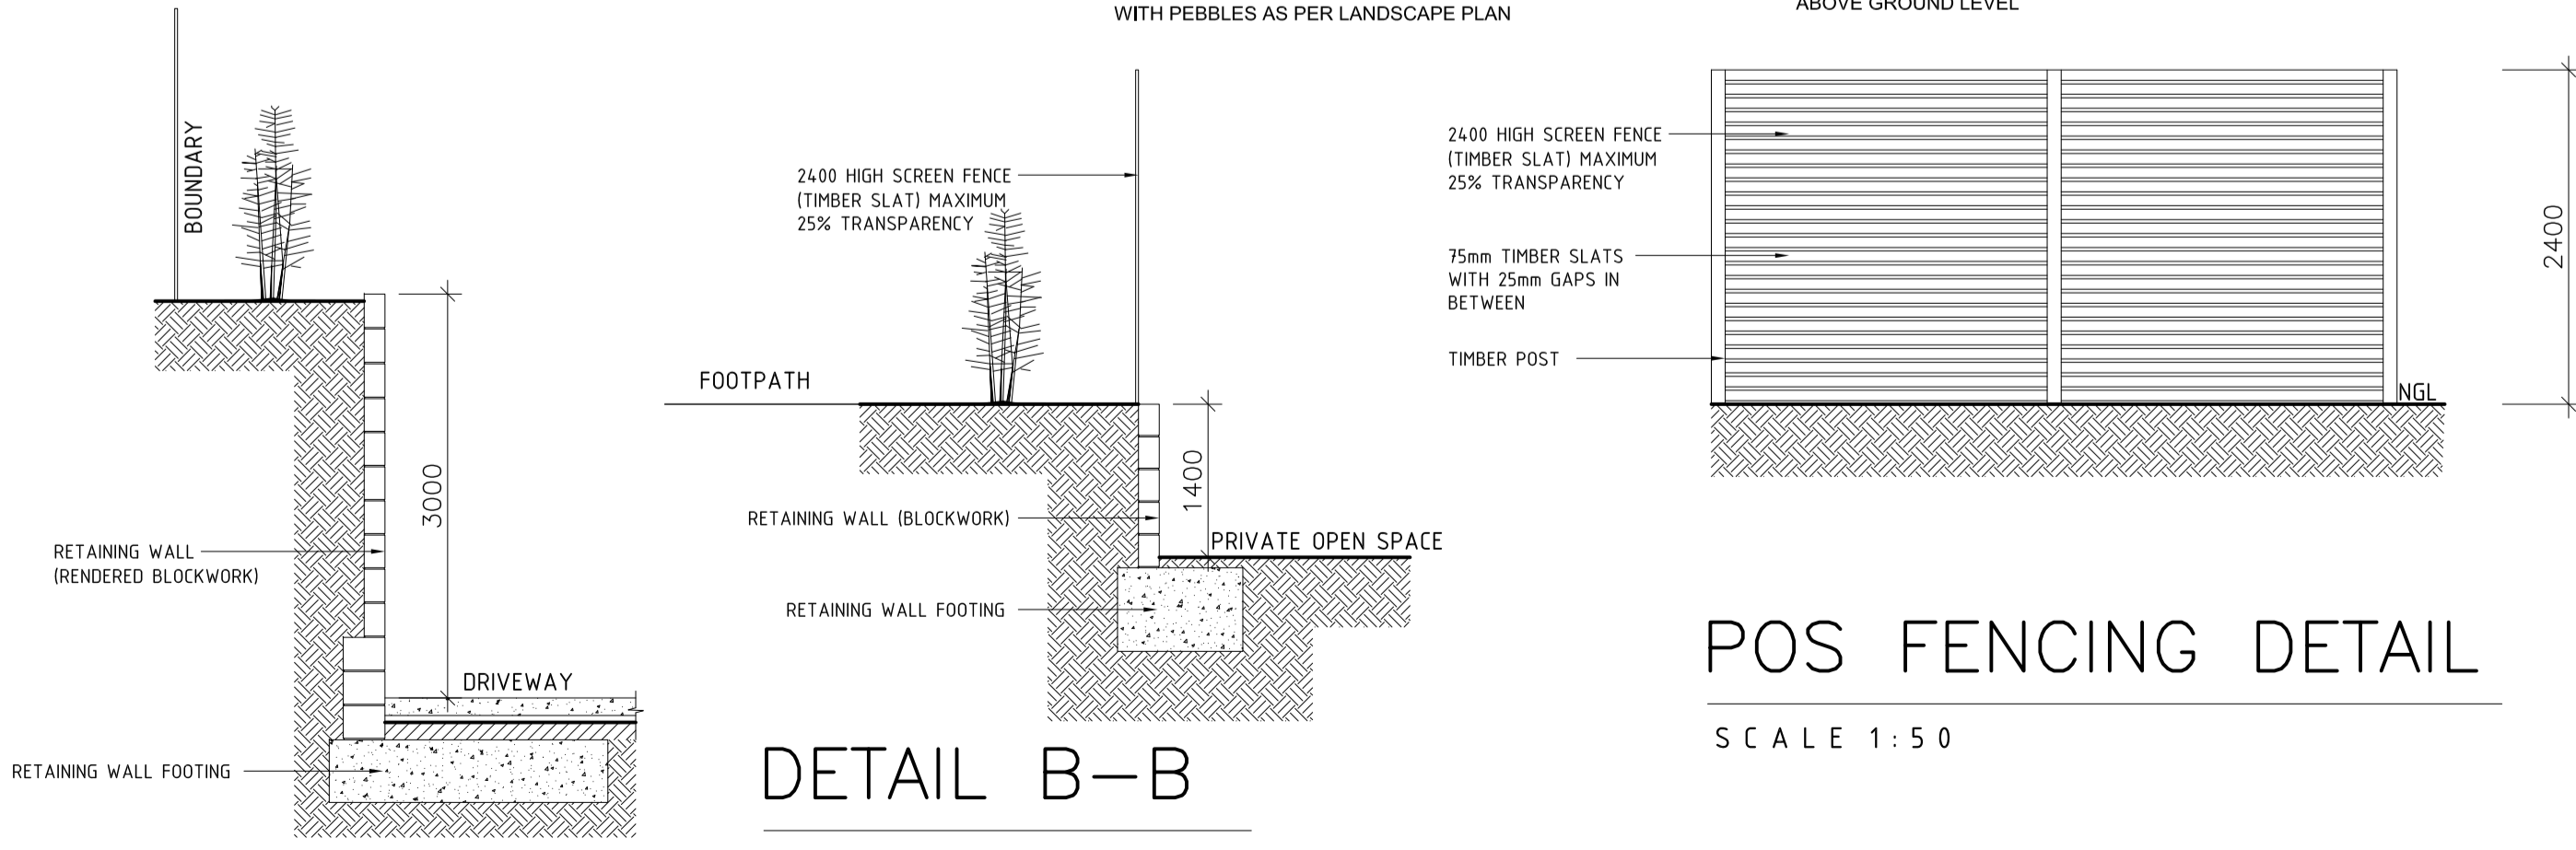 WITH PEBBLES AS PER LANDSCAPE PLAN
ABOVE GROUND LEVEL
BOUNDARY
3000
RETAINING WALL
(RENDERED BLOCKWORK)
DRIVEWAY
RETAINING WALL FOOTING
2400 HIGH SCREEN FENCE
(TIMBER SLAT) MAXIMUM
25% TRANSPARENCY
FOOTPATH
1400
RETAINING WALL (BLOCKWORK)
PRIVATE OPEN SPACE
RETAINING WALL FOOTING
DETAIL B-B
2400 HIGH SCREEN FENCE
(TIMBER SLAT) MAXIMUM
25% TRANSPARENCY
75mm TIMBER SLATS
WITH 25mm GAPS IN
BETWEEN
TIMBER POST
NGL
2400
POS FENCING DETAIL
SCALE 1:50